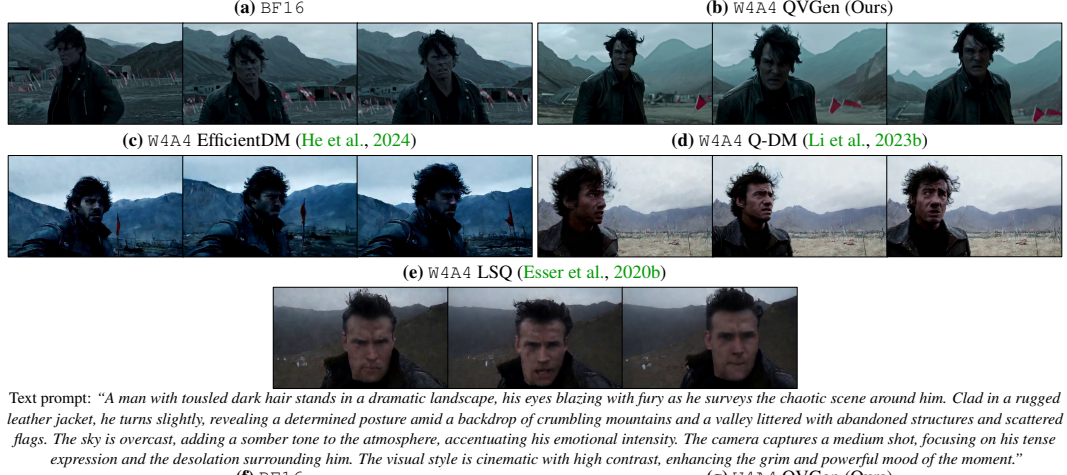 (a) BF16
(b) W4A4 QVGen (Ours)
(c) W4A4 EfficientDM (He et al., 2024)
(d) W4A4 Q-DM (Li et al., 2023b)
(e) W4A4 LSQ (Esser et al., 2020b)
Text prompt: “A man with tousled dark hair stands in a dramatic landscape, his eyes blazing with fury as he surveys the chaotic scene around him. Clad in a rugged
leather jacket, he turns slightly, revealing a determined posture amid a backdrop of crumbling mountains and a valley littered with abandoned structures and scattered
flags. The sky is overcast, adding a somber tone to the atmosphere, accentuating his emotional intensity. The camera captures a medium shot, focusing on his tense
expression and the desolation surrounding him. The visual style is cinematic with high contrast, enhancing the grim and powerful mood of the moment.”
(f) BF16
(g) W4A4 QVGen (Ours)